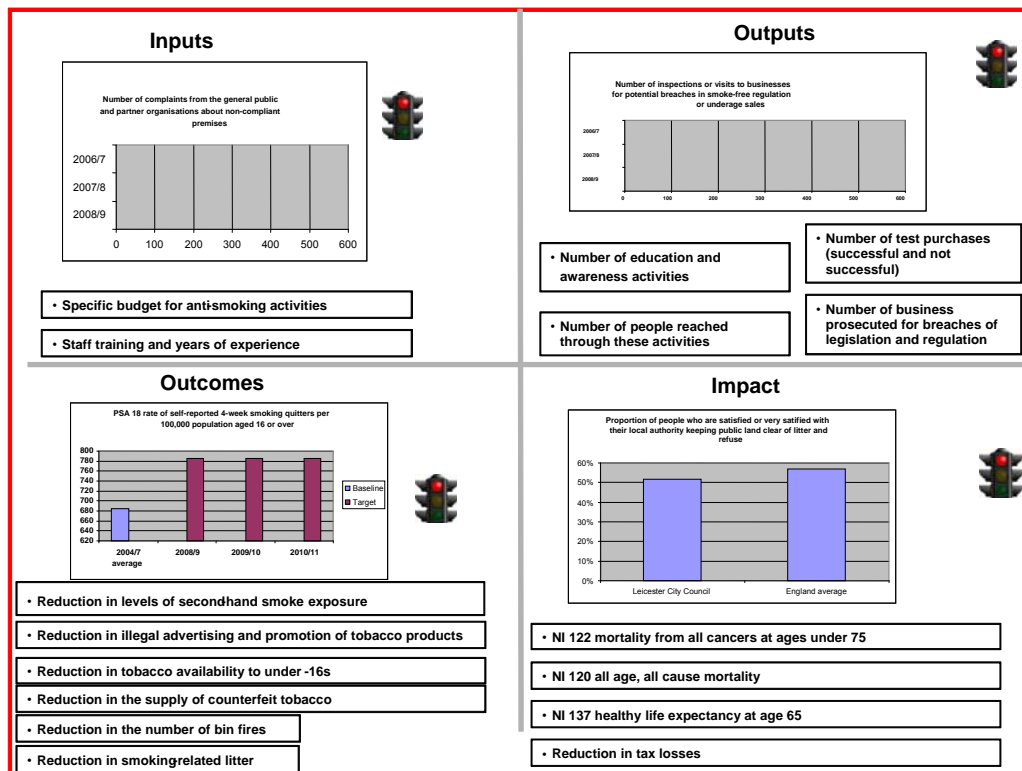 Inputs
Number of complaints from the general public
and partner organisations about non-compliant
premises
2006/7
2007/8
2008/9
0 100 200 300 400 500 600
• Specific budget for anti-smoking activities
• Staff training and years of experience
Outputs
Number of inspections or visits to businesses
for potential breaches in smoke-free regulation
or underage sales
2006/7
2007/8
2008/9
0 100 200 300 400 500 600
• Number of education and
awareness activities
• Number of people reached
through these activities
• Number of test purchases
(successful and not
successful)
• Number of business
prosecuted for breaches of
legislation and regulation
Outcomes
PSA 18 rate of self-reported 4-week smoking quitters per
100,000 population aged 16 or over
800
780
760
740
720
700
680
660
640
620
2004/7 2008/9 2009/10 2010/11
average
Baseline
Target
• Reduction in levels of second-hand smoke exposure
• Reduction in illegal advertising and promotion of tobacco products
• Reduction in tobacco availability to under -16s
• Reduction in the supply of counterfeit tobacco
• Reduction in the number of bin fires
• Reduction in smoking-related litter
Impact
Proportion of people who are satisfied or very satified with
their local authority keeping public land clear of litter and
refuse
60%
50%
40%
30%
20%
10%
0%
Leicester City Council England average
• NI 122 mortality from all cancers at ages under 75
• NI 120 all age, all cause mortality
• NI 137 healthy life expectancy at age 65
• Reduction in tax losses